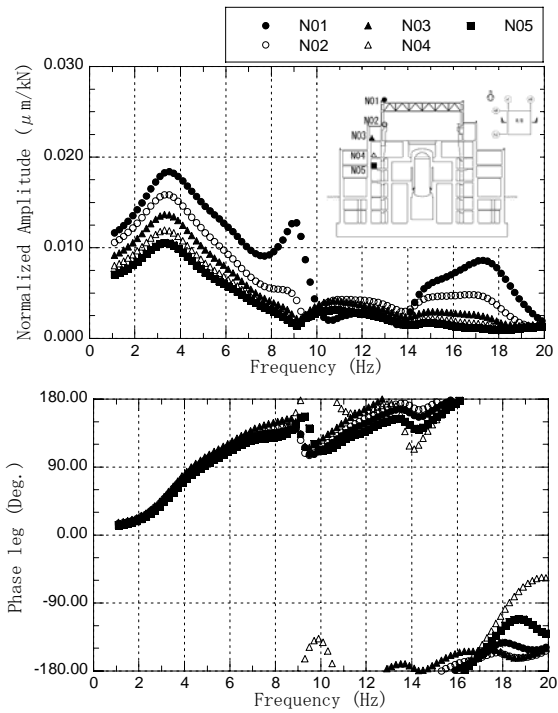 N01 N03 N05
N02 N04
Normalized Amplitude (μm/kN)
0.030
0.020
0.010
0.000
N01
N02
N03
N04
N05
0 2 4 6 8 10 12 14 16 18 20
Frequency (Hz)
Phase leg (Deg.)
180.00
90.00
0.00
-90.00
-180.00
0 2 4 6 8 10 12 14 16 18 20
Frequency (Hz)